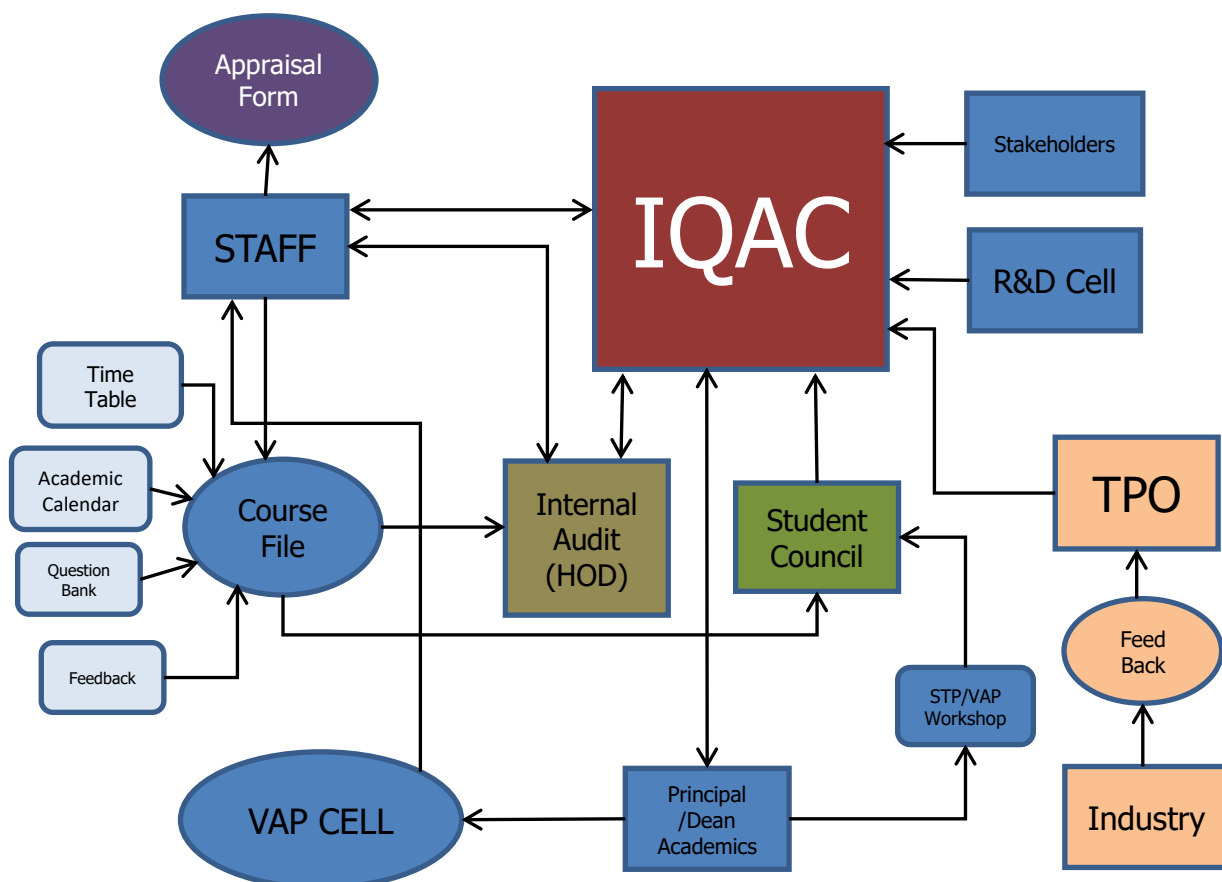 Appraisal
Form
IQAC
Stakeholders
STAFF
R&D Cell
Time
Table
Academic
Calendar
Course
File
Question
Bank
Feedback
Internal
Audit
(HOD)
Student
Council
TPO
Feed
Back
STP/VAP
Workshop
VAP CELL
Principal
/Dean
Academics
Industry